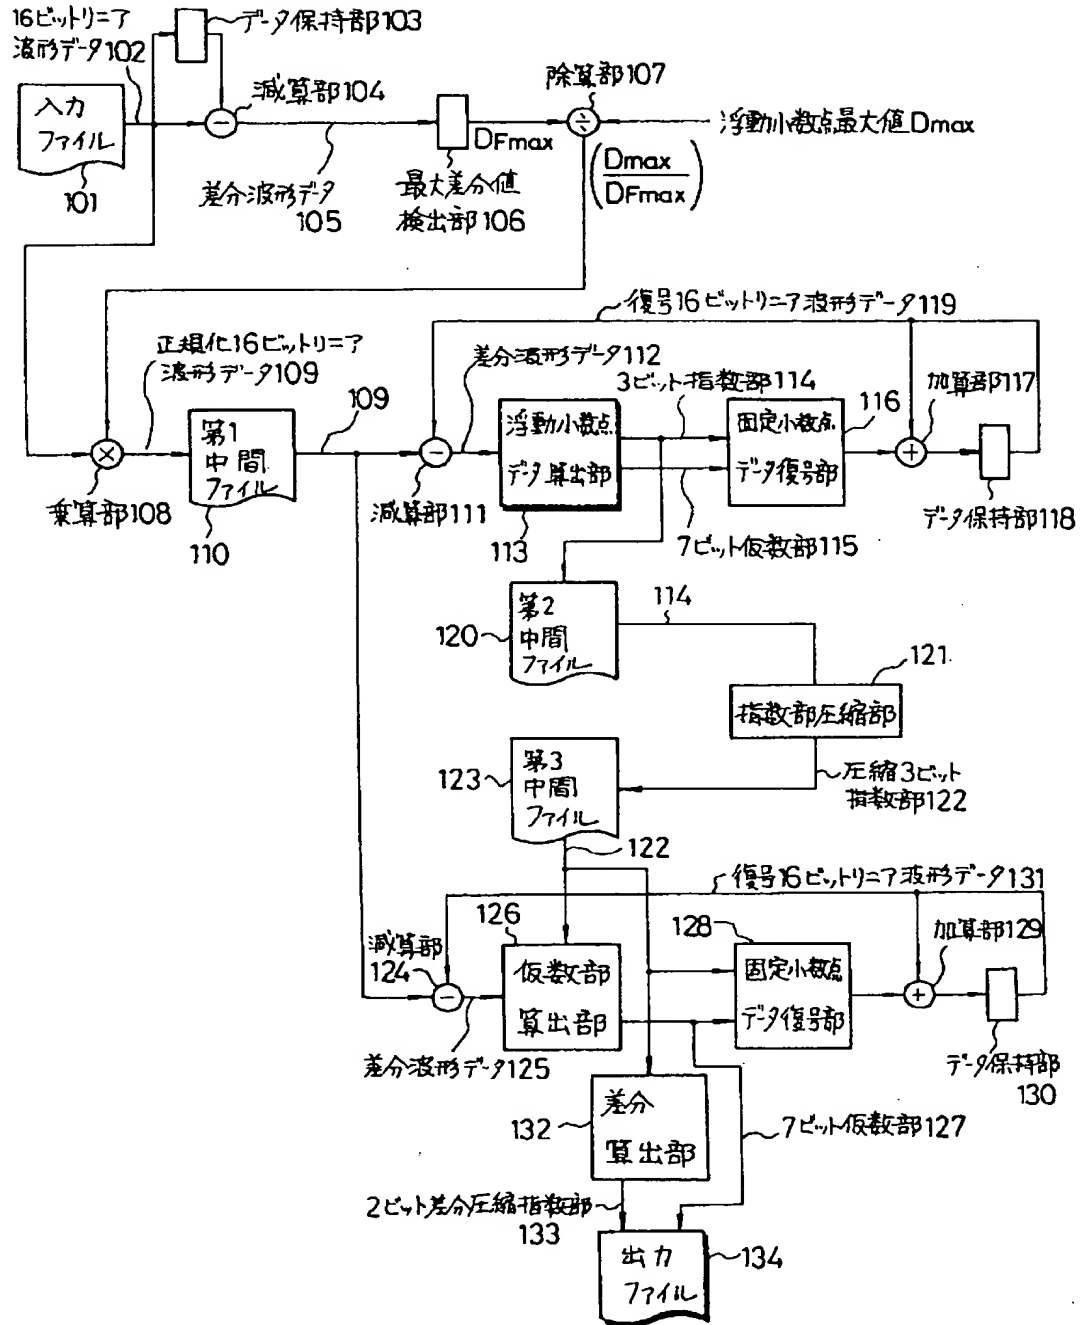 16ビットリニア
波形データ102
データ保持部103
入力
ファイル
101
減算部104
差分波形データ
105
DFmax
最大差分値
検出部106
除算部107
÷
浮動小数点最大値Dmax
(Dmax/DFmax)
正規化16ビットリニア
波形データ109
乗算部108
第1
中間
ファイル
110
109
減算部111
差分波形データ112
復号16ビットリニア波形データ119
3ビット指数部114
浮動小数点
データ算出部
113
7ビット仮数部115
固定小数点
データ復号部
116
加算部117
データ保持部118
第2
中間
ファイル
120
114
121
指数部圧縮部
圧縮3ビット
指数部122
第3
中間
ファイル
123
122
復号16ビットリニア波形データ131
減算部
124
差分波形データ125
126
仮数部
算出部
128
固定小数点
データ復号部
加算部129
データ保持部
130
差分
算出部
132
7ビット仮数部127
2ビット差分圧縮指数部
133
出力
ファイル
134